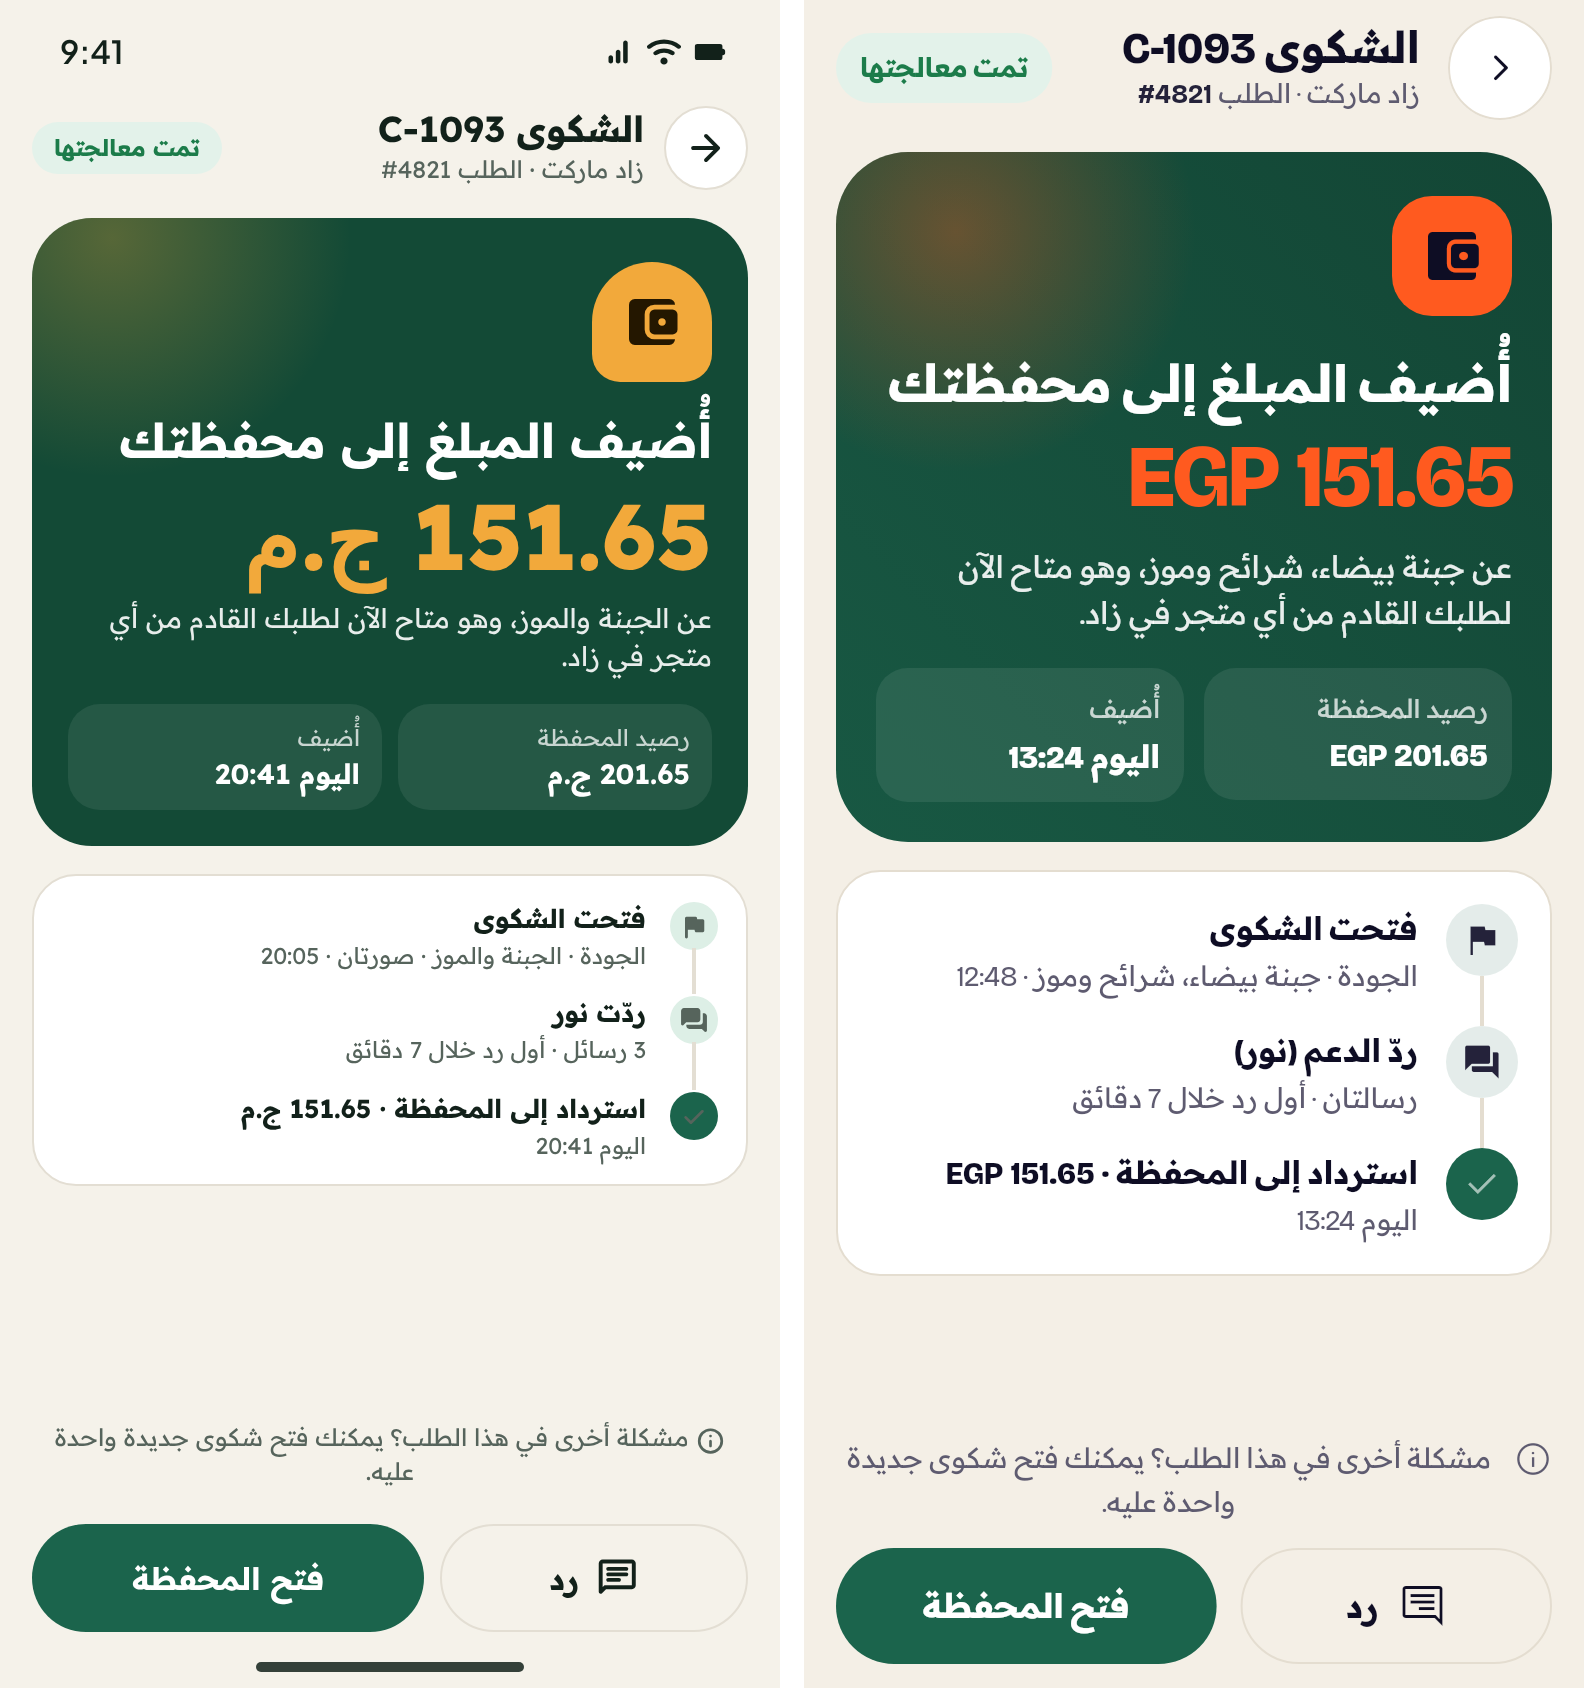 9:41
الشكوى C-1093
زاد ماركت · الطلب #4821
تمت معالجتها
أُضيف المبلغ إلى محفظتك
151.65 ج.م
عن الجبنة والموز، وهو متاح الآن لطلبك القادم من أي
متجر في زاد.
رصيد المحفظة
201.65 ج.م
أُضيف
اليوم 20:41
فتحت الشكوى
الجودة · الجبنة والموز · صورتان · 20:05
ردّت نور
3 رسائل · أول رد خلال 7 دقائق
استرداد إلى المحفظة · 151.65 ج.م
اليوم 20:41
مشكلة أخرى في هذا الطلب؟ يمكنك فتح شكوى جديدة واحدة
عليه.
رد
فتح المحفظة
الشكوى C-1093
زاد ماركت · الطلب #4821
تمت معالجتها
أُضيف المبلغ إلى محفظتك
EGP 151.65
عن جبنة بيضاء، شرائح وموز، وهو متاح الآن
لطلبك القادم من أي متجر في زاد.
رصيد المحفظة
EGP 201.65
أُضيف
اليوم 13:24
فتحت الشكوى
الجودة · جبنة بيضاء، شرائح وموز · 12:48
ردّ الدعم (نور)
رسالتان · أول رد خلال 7 دقائق
استرداد إلى المحفظة · EGP 151.65
اليوم 13:24
مشكلة أخرى في هذا الطلب؟ يمكنك فتح شكوى جديدة
واحدة عليه.
رد
فتح المحفظة